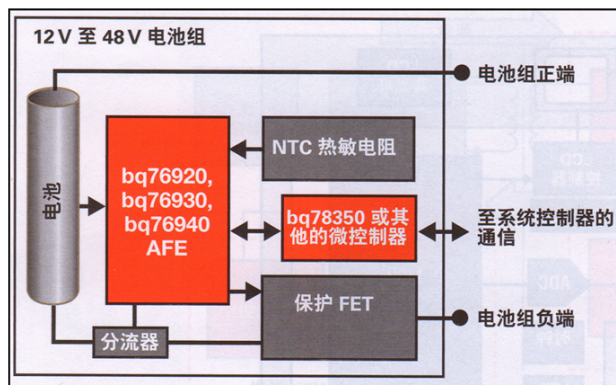 12 V 至 48 V 电池组
电池组正端
NTC 热敏电阻
电池
bq76920,
bq76930,
bq76940
AFE
bq78350 或其
他的微控制器
至系统控制器的
通信
保护 FET
分流器
电池组负端